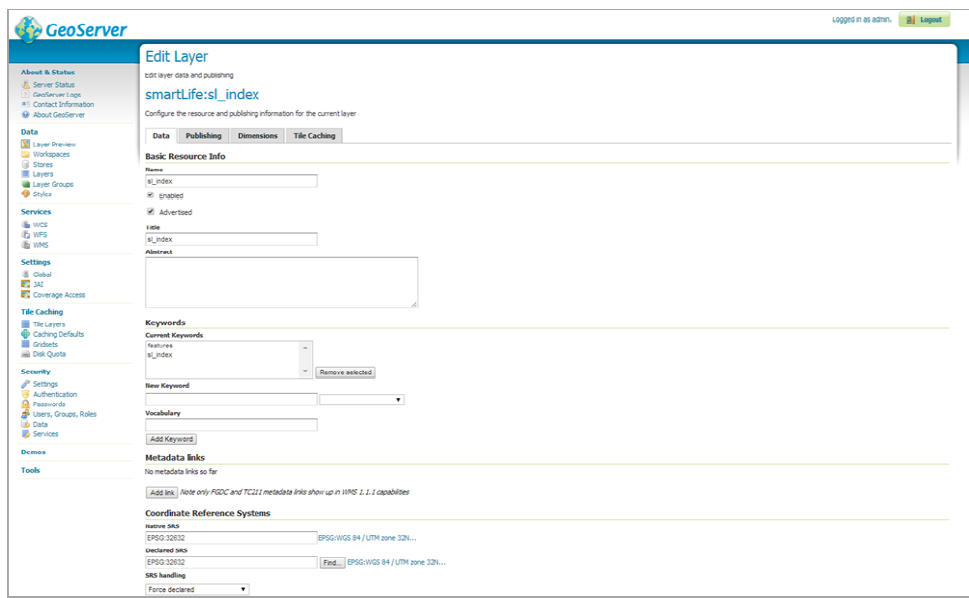 GeoServer
Logged in as admin.
Logout
About & Status
Server Status
GeoServer Logs
Contact Information
About GeoServer
Data
Layer Preview
Workspaces
Stores
Layers
Layer Groups
Styles
Services
WCS
WFS
WMS
Settings
Global
JAI
Coverage Access
Tile Caching
Tile Layers
Caching Defaults
Gridsets
Disk Quota
Security
Settings
Authentication
Passwords
Users, Groups, Roles
Data
Services
Demos
Tools
Edit Layer
Edit layer data and publishing
smartLife:sl_index
Configure the resource and publishing information for the current layer
Data Publishing Dimensions Tile Caching
Basic Resource Info
Name
sl_index
Enabled
Advertised
Title
sl_index
Abstract
Keywords
Current Keywords
features
sl_index
Remove selected
New Keyword
Vocabulary
Add Keyword
Metadata links
No metadata links so far
Add link Note only FGDC and TC211 metadata links show up in WMS 1.1.1 capabilities
Coordinate Reference Systems
Native SRS
EPSG:32632 EPSG:WGS 84 / UTM zone 32N...
Declared SRS
EPSG:32632 Find... EPSG:WGS 84 / UTM zone 32N...
SRS handling
Force declared